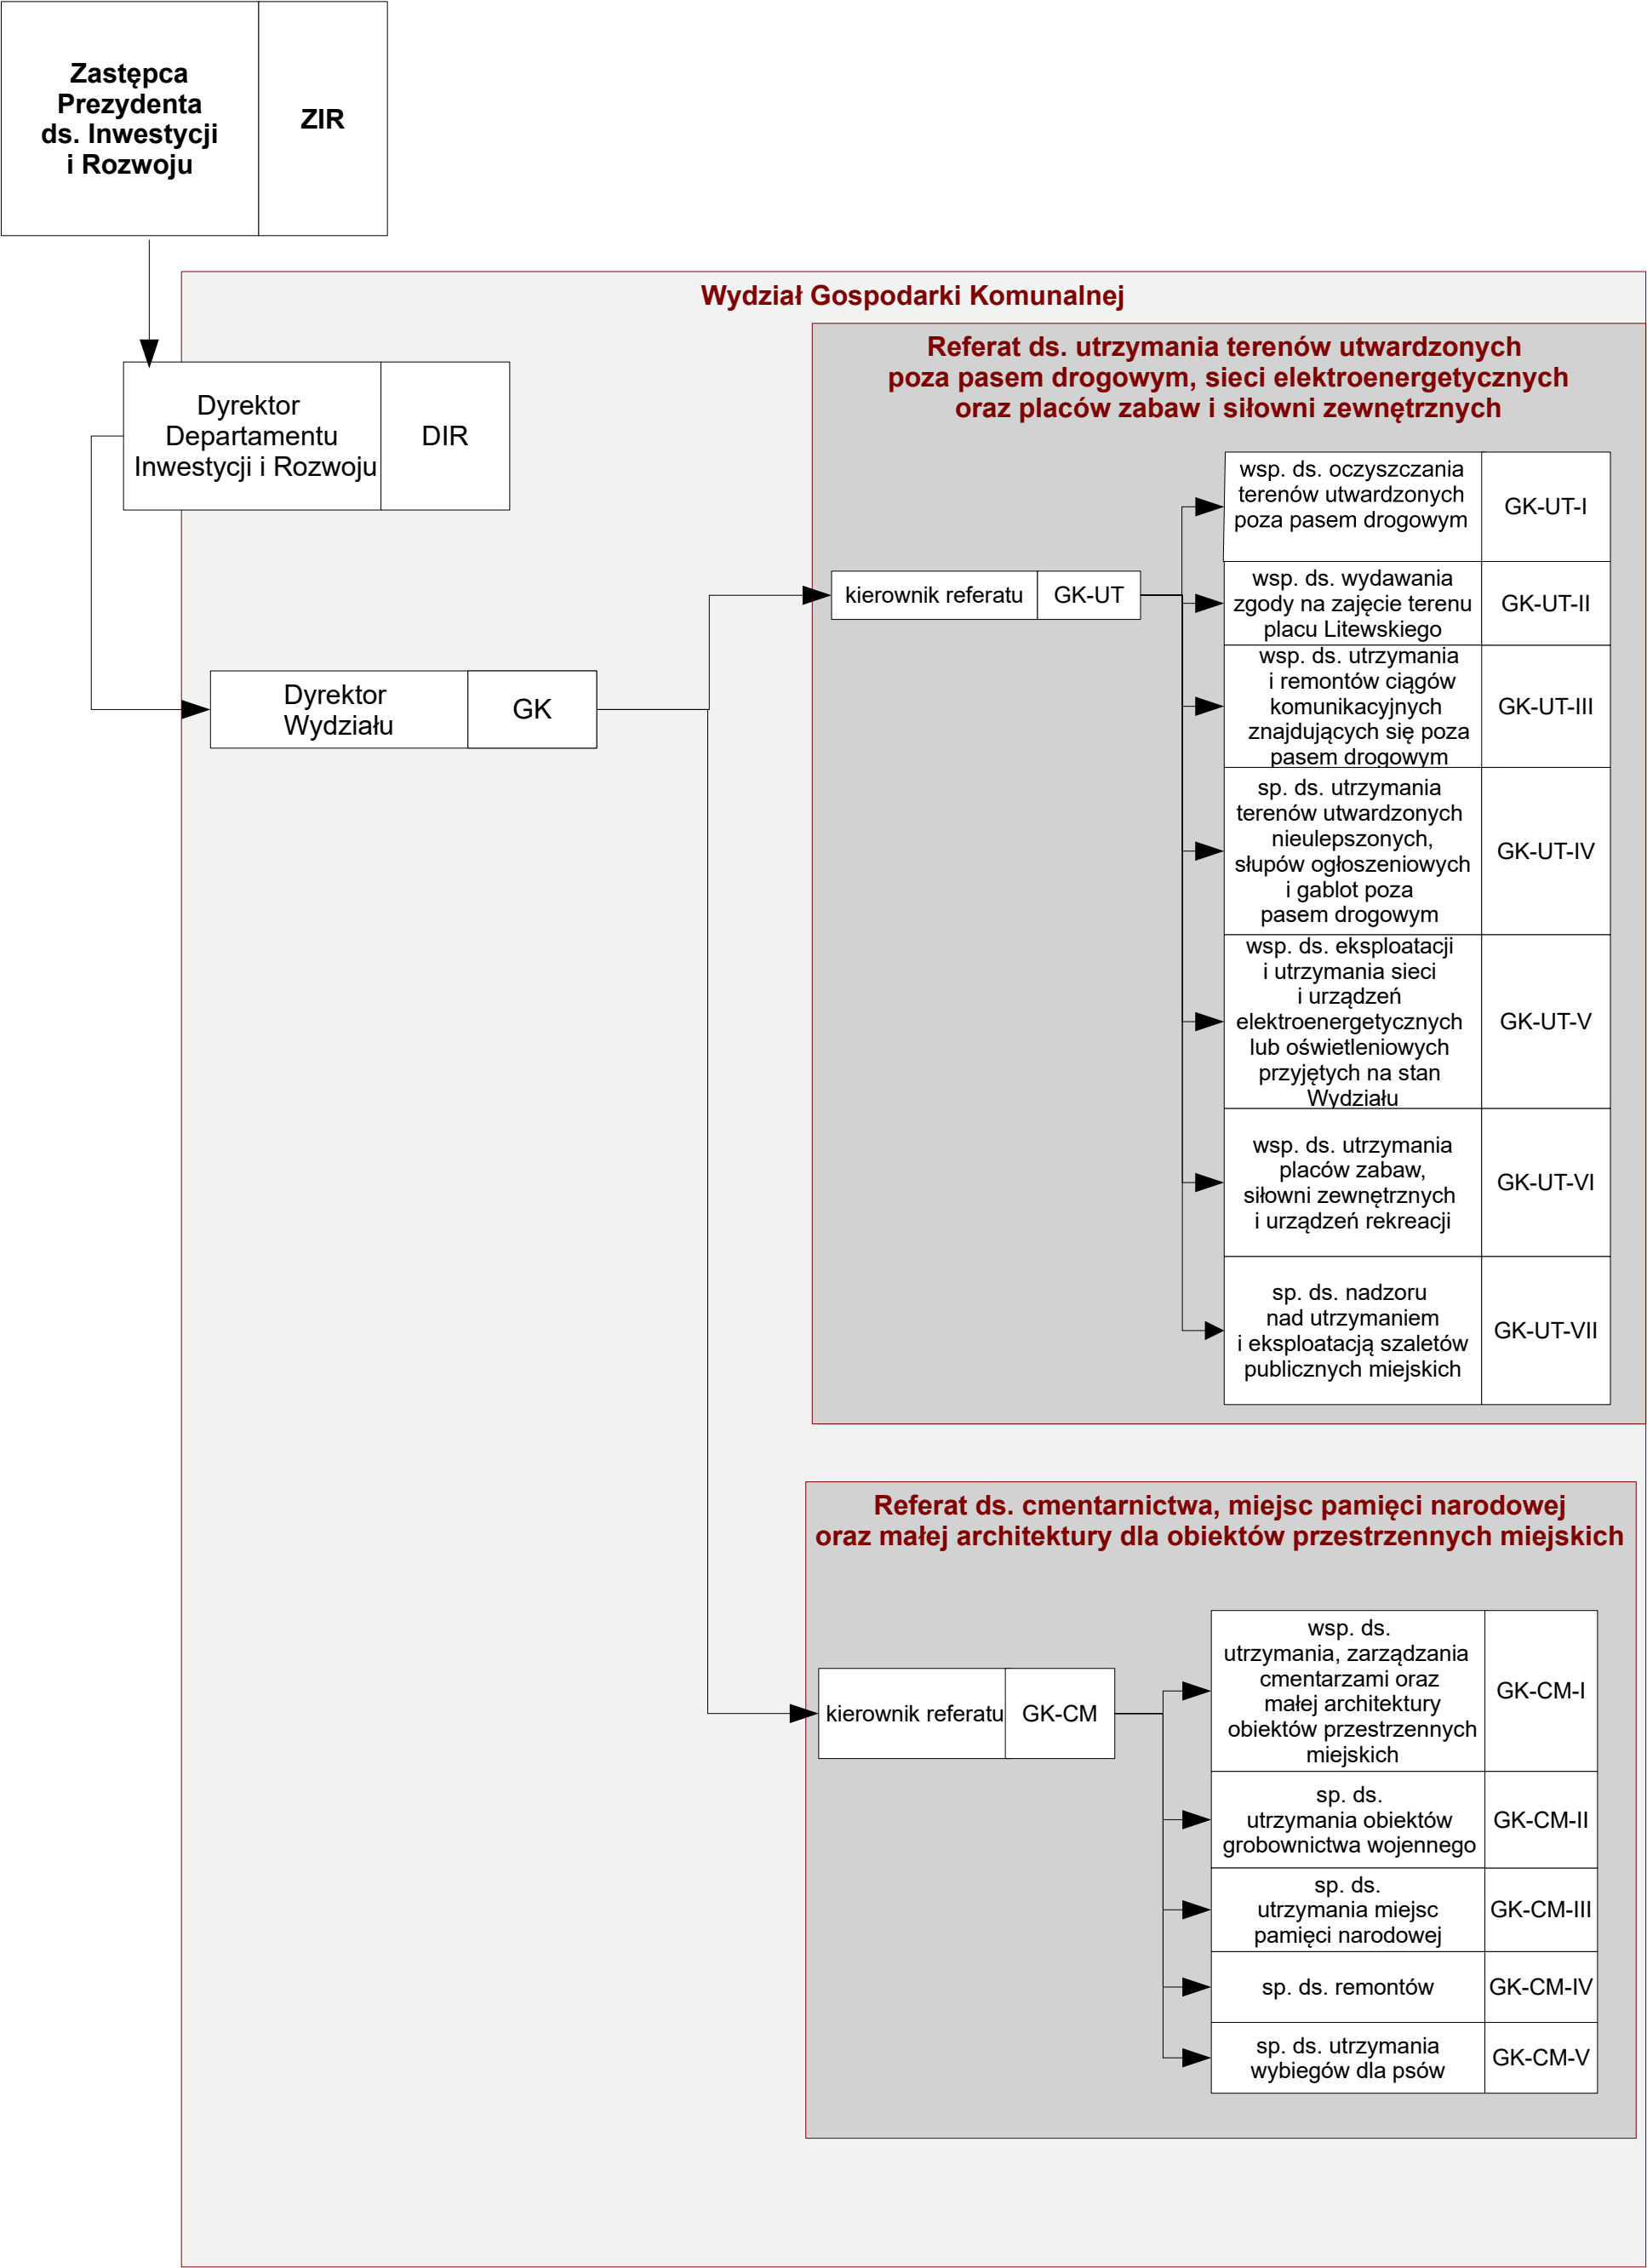 Zastępca
Prezydenta
ds. Inwestycji
i Rozwoju
ZIR
Wydział Gospodarki Komunalnej
Dyrektor
Departamentu
Inwestycji i Rozwoju
DIR
Dyrektor
Wydziału
GK
Referat ds. utrzymania terenów utwardzonych
poza pasem drogowym, sieci elektroenergetycznych
oraz placów zabaw i siłowni zewnętrznych
kierownik referatu
GK-UT
wsp. ds. oczyszczania
terenów utwardzonych
poza pasem drogowym
GK-UT-I
wsp. ds. wydawania
zgody na zajęcie terenu
placu Litewskiego
GK-UT-II
wsp. ds. utrzymania
i remontów ciągów
komunikacyjnych
znajdujących się poza
pasem drogowym
GK-UT-III
sp. ds. utrzymania
terenów utwardzonych
nieulepszonych,
słupów ogłoszeniowych
i gablot poza
pasem drogowym
GK-UT-IV
wsp. ds. eksploatacji
i utrzymania sieci
i urządzeń
elektroenergetycznych
lub oświetleniowych
przyjętych na stan
Wydziału
GK-UT-V
wsp. ds. utrzymania
placów zabaw,
siłowni zewnętrznych
i urządzeń rekreacji
GK-UT-VI
sp. ds. nadzoru
nad utrzymaniem
i eksploatacją szaletów
publicznych miejskich
GK-UT-VII
Referat ds. cmentarnictwa, miejsc pamięci narodowej
oraz małej architektury dla obiektów przestrzennych miejskich
kierownik referatu
GK-CM
wsp. ds.
utrzymania, zarządzania
cmentarzami oraz
małej architektury
obiektów przestrzennych
miejskich
GK-CM-I
sp. ds.
utrzymania obiektów
grobownictwa wojennego
GK-CM-II
sp. ds.
utrzymania miejsc
pamięci narodowej
GK-CM-III
sp. ds. remontów
GK-CM-IV
sp. ds. utrzymania
wybiegów dla psów
GK-CM-V